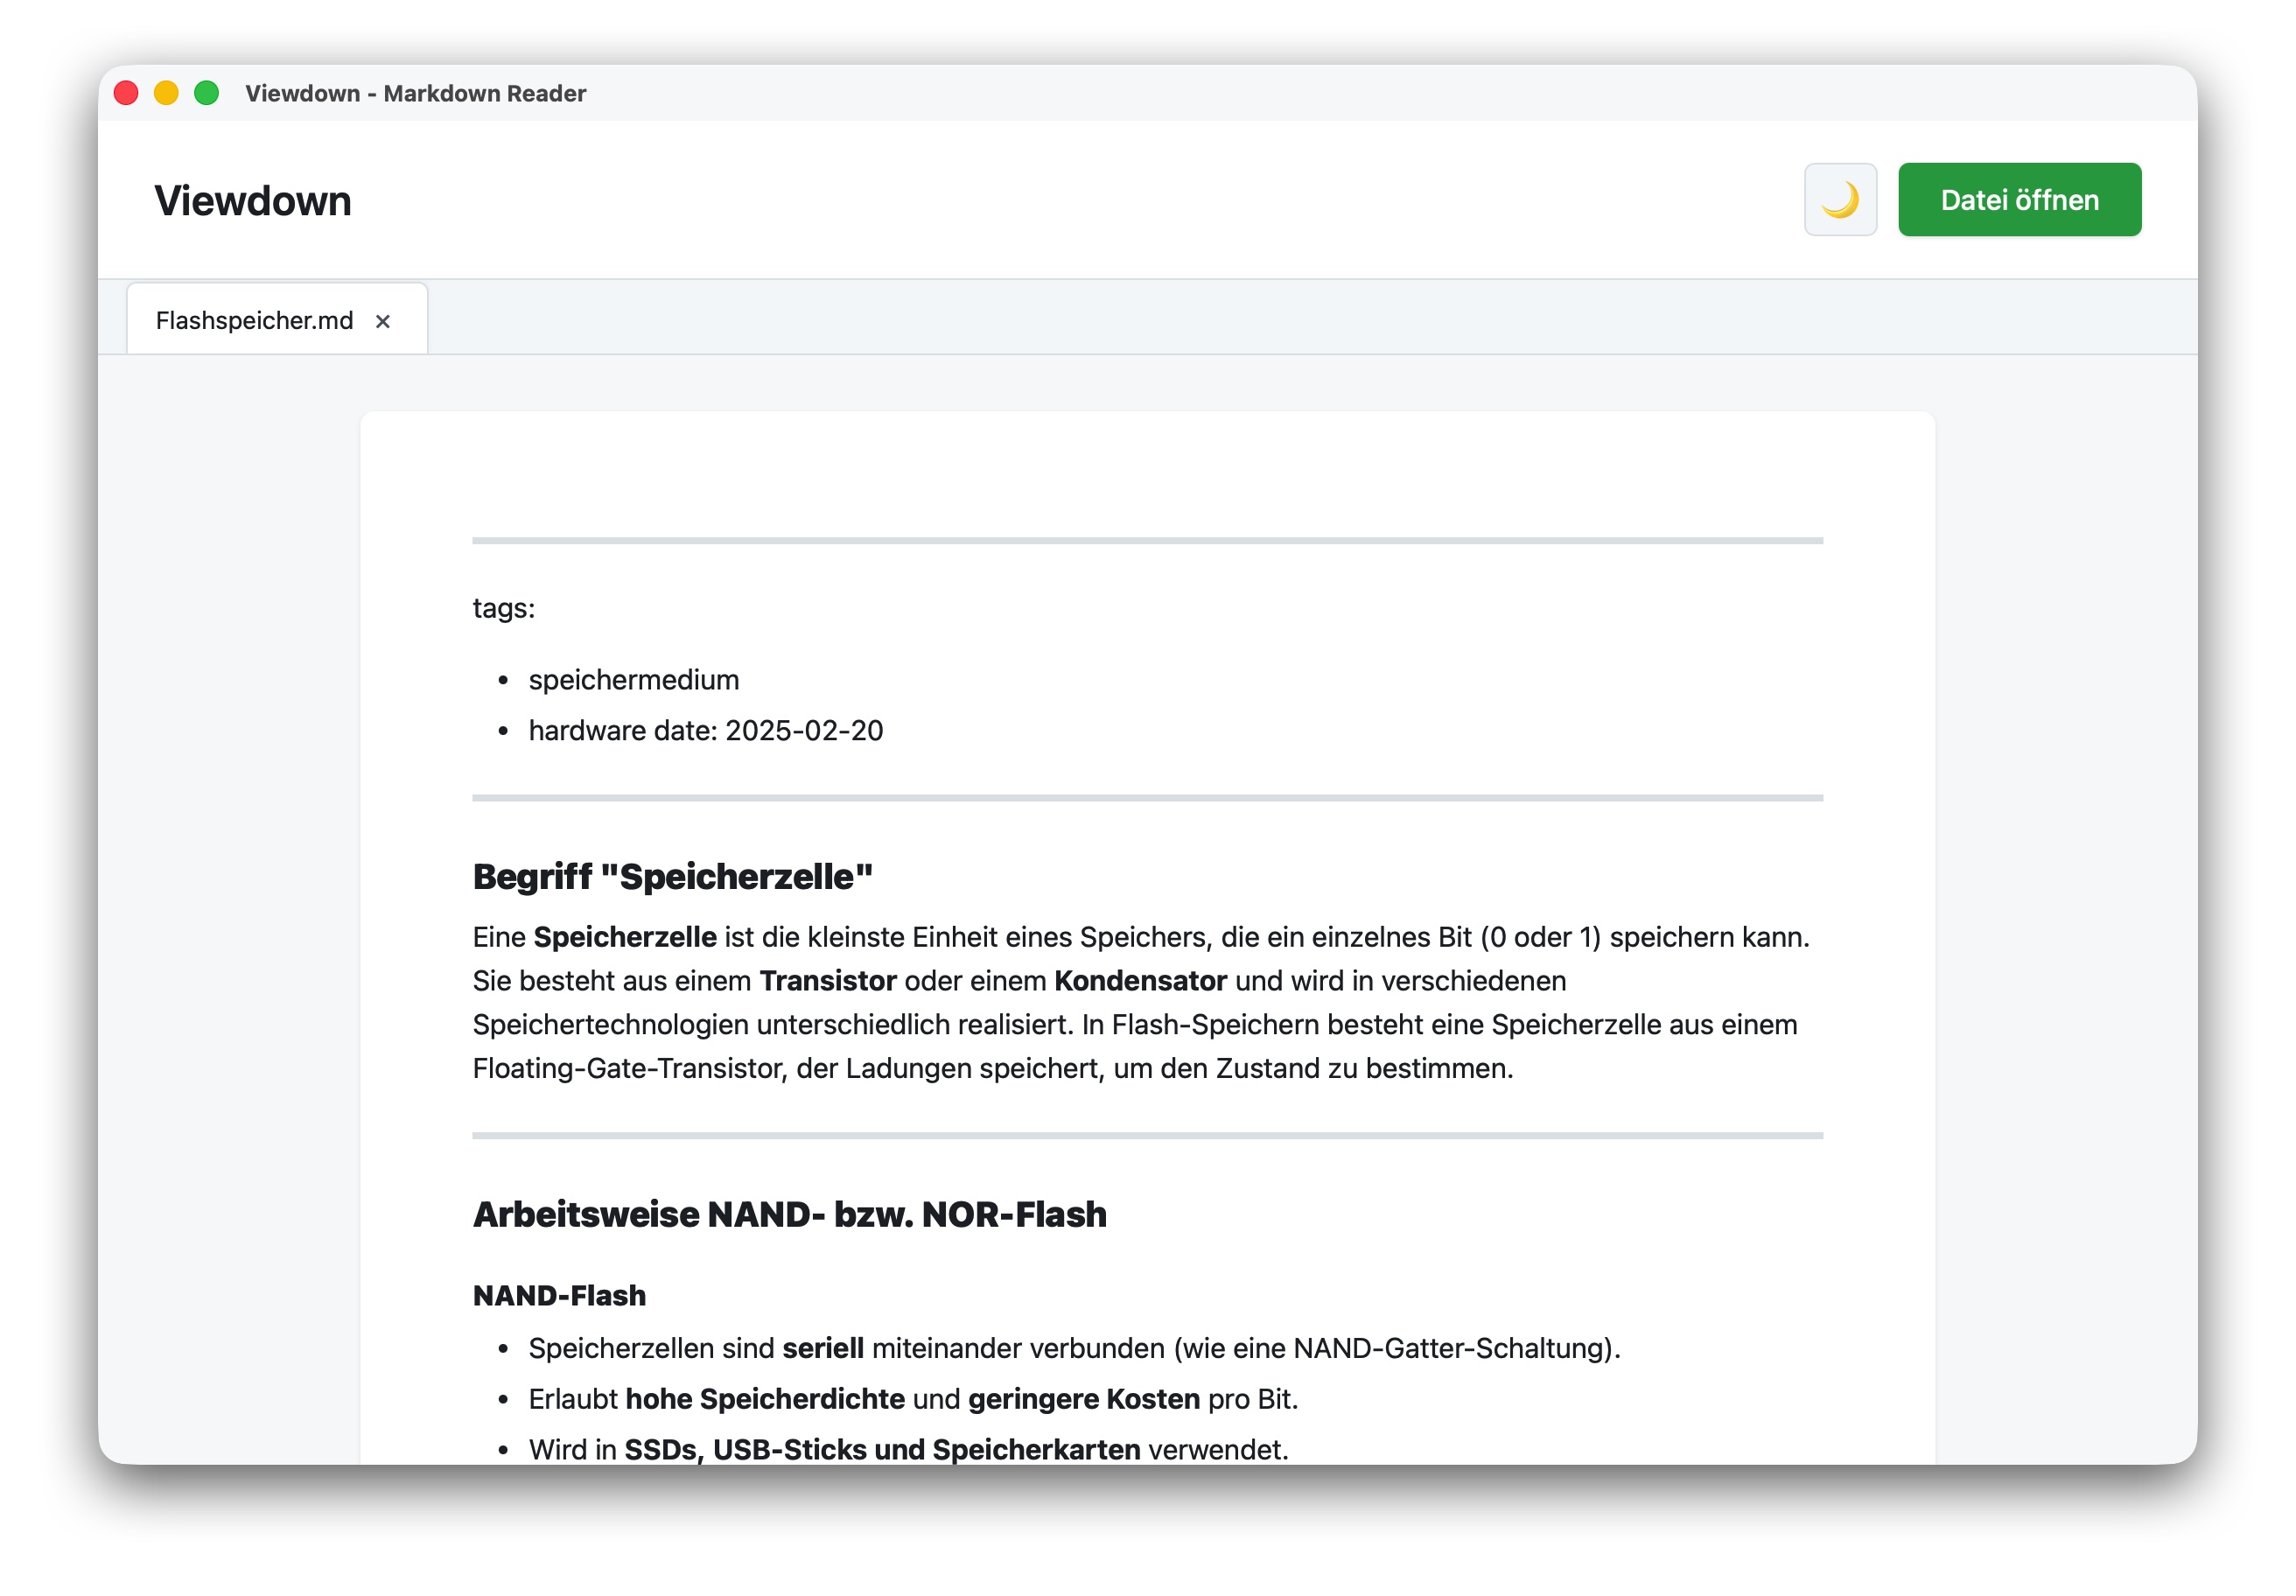 Viewdown - Markdown Reader
Viewdown
Datei öffnen
Flashspeicher.md ×
tags:
• speichermedium
• hardware date: 2025-02-20
Begriff "Speicherzelle"
Eine Speicherzelle ist die kleinste Einheit eines Speichers, die ein einzelnes Bit (0 oder 1) speichern kann.
Sie besteht aus einem Transistor oder einem Kondensator und wird in verschiedenen
Speichertechnologien unterschiedlich realisiert. In Flash-Speichern besteht eine Speicherzelle aus einem
Floating-Gate-Transistor, der Ladungen speichert, um den Zustand zu bestimmen.
Arbeitsweise NAND- bzw. NOR-Flash
NAND-Flash
• Speicherzellen sind seriell miteinander verbunden (wie eine NAND-Gatter-Schaltung).
• Erlaubt hohe Speicherdichte und geringere Kosten pro Bit.
• Wird in SSDs, USB-Sticks und Speicherkarten verwendet.